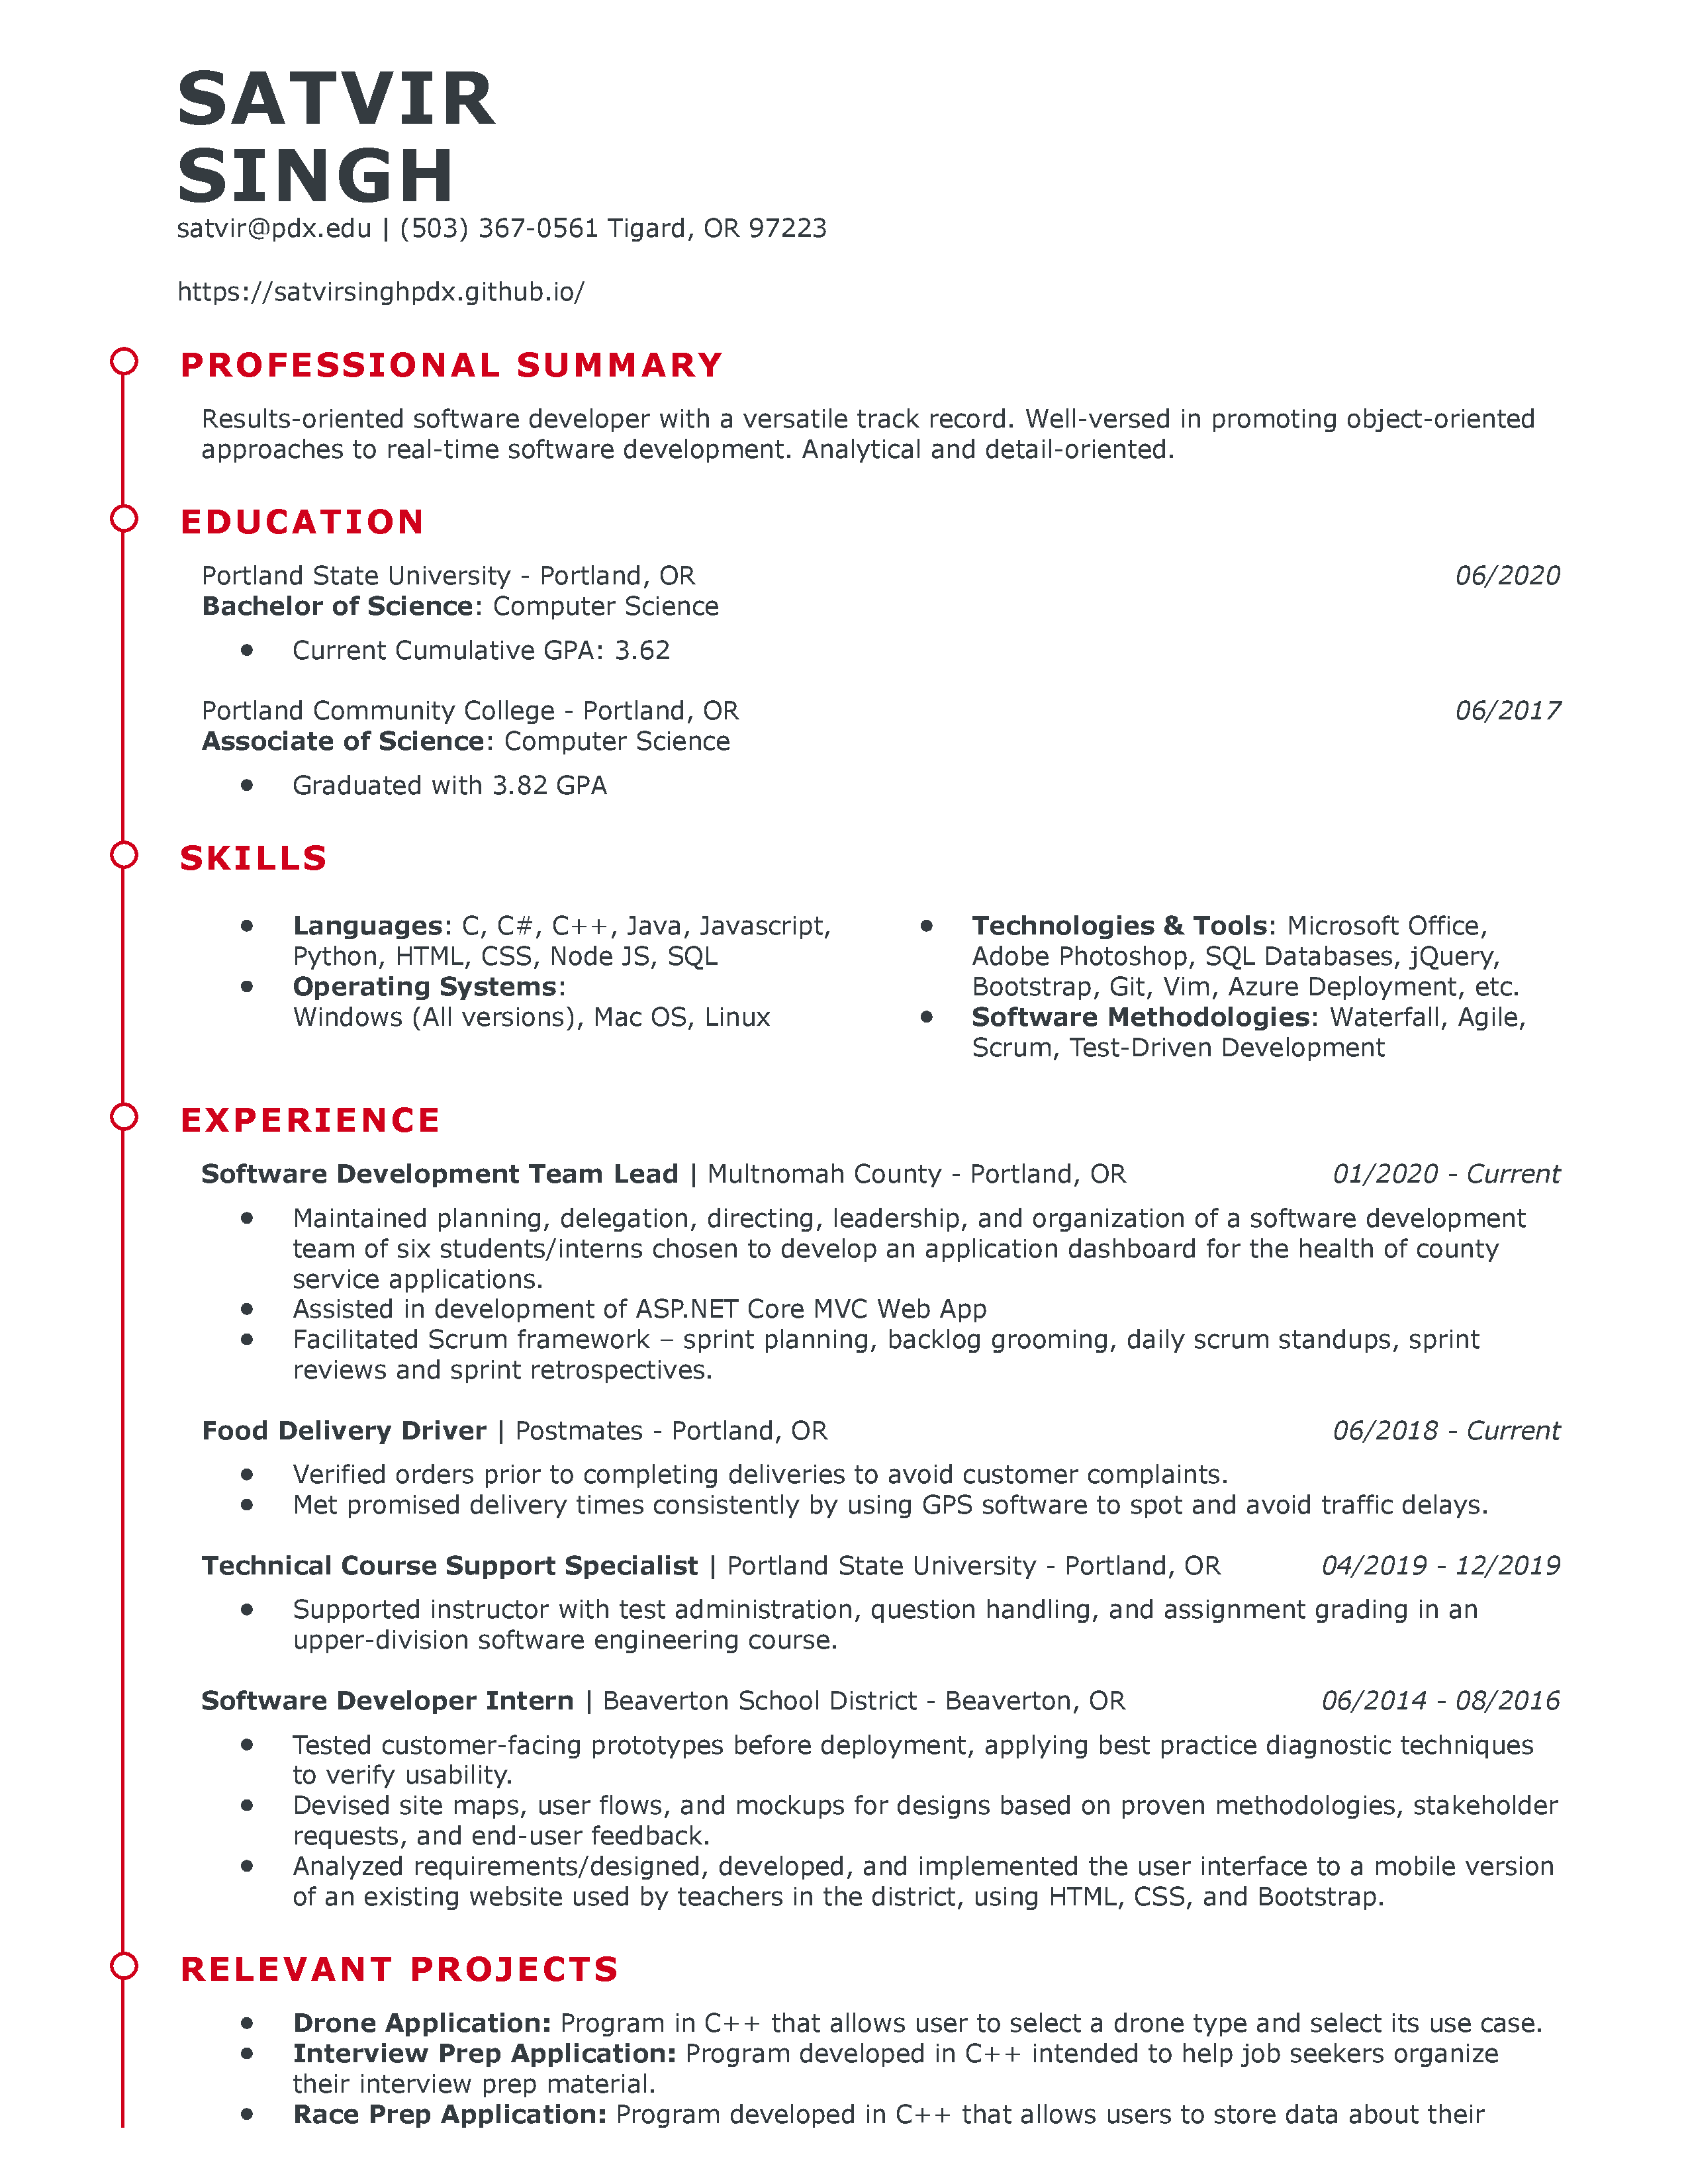 SATVIR
SINGH
satvir@pdx.edu | (503) 367-0561 Tigard, OR 97223
https://satvirsinghpdx.github.io/
PROFESSIONAL SUMMARY
Results-oriented software developer with a versatile track record. Well-versed in promoting object-oriented
approaches to real-time software development. Analytical and detail-oriented.
EDUCATION
Portland State University - Portland, OR 06/2020
Bachelor of Science: Computer Science
• Current Cumulative GPA: 3.62
Portland Community College - Portland, OR 06/2017
Associate of Science: Computer Science
• Graduated with 3.82 GPA
SKILLS
• Languages: C, C#, C++, Java, Javascript,
Python, HTML, CSS, Node JS, SQL
• Operating Systems:
Windows (All versions), Mac OS, Linux
• Technologies & Tools: Microsoft Office,
Adobe Photoshop, SQL Databases, jQuery,
Bootstrap, Git, Vim, Azure Deployment, etc.
• Software Methodologies: Waterfall, Agile,
Scrum, Test-Driven Development
EXPERIENCE
Software Development Team Lead | Multnomah County - Portland, OR 01/2020 - Current
• Maintained planning, delegation, directing, leadership, and organization of a software development
team of six students/interns chosen to develop an application dashboard for the health of county
service applications.
• Assisted in development of ASP.NET Core MVC Web App
• Facilitated Scrum framework – sprint planning, backlog grooming, daily scrum standups, sprint
reviews and sprint retrospectives.
Food Delivery Driver | Postmates - Portland, OR 06/2018 - Current
• Verified orders prior to completing deliveries to avoid customer complaints.
• Met promised delivery times consistently by using GPS software to spot and avoid traffic delays.
Technical Course Support Specialist | Portland State University - Portland, OR 04/2019 - 12/2019
• Supported instructor with test administration, question handling, and assignment grading in an
upper-division software engineering course.
Software Developer Intern | Beaverton School District - Beaverton, OR 06/2014 - 08/2016
• Tested customer-facing prototypes before deployment, applying best practice diagnostic techniques
to verify usability.
• Devised site maps, user flows, and mockups for designs based on proven methodologies, stakeholder
requests, and end-user feedback.
• Analyzed requirements/designed, developed, and implemented the user interface to a mobile version
of an existing website used by teachers in the district, using HTML, CSS, and Bootstrap.
RELEVANT PROJECTS
• Drone Application: Program in C++ that allows user to select a drone type and select its use case.
• Interview Prep Application: Program developed in C++ intended to help job seekers organize
their interview prep material.
• Race Prep Application: Program developed in C++ that allows users to store data about their